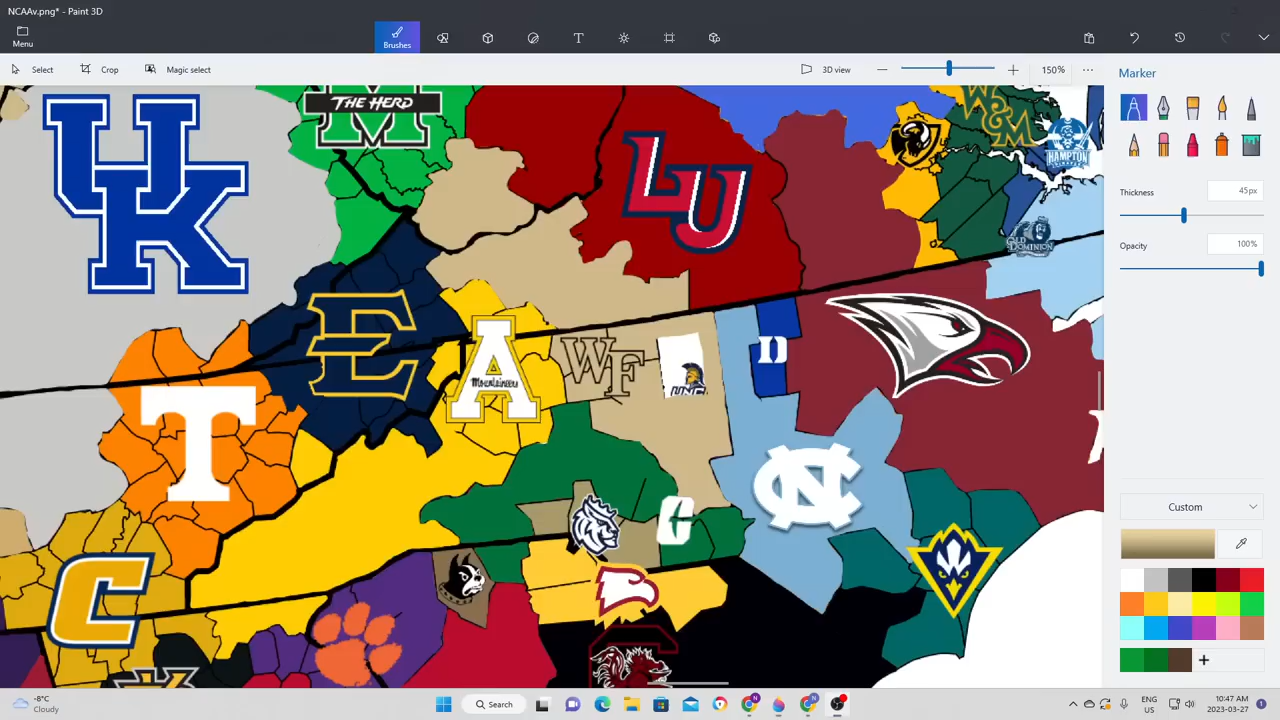 NCAAv.png* - Paint 3D
Menu
Brushes
Select
Crop
Magic select
3D view
150%
Marker
Thickness
45px
Opacity
100%
Custom
UK
THE HERD
M
LU
W&M
HAMPTON
OLD DOMINION
E
A
Mountaineers
WF
UNC
D
T
NC
C
C
-8°C
Cloudy
Search
ENG
US
10:47 AM
2023-03-27